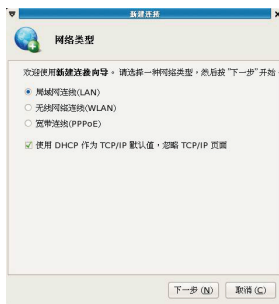 新建连接
网络类型
欢迎使用新建连接向导。请选择一种网络类型，然后按"下一步"开始。
局域网连线(LAN)
无线网络连线(WLAN)
宽带连线(PPPoE)
使用 DHCP 作为 TCP/IP 默认值，忽略 TCP/IP 页面
下一步 (N)
取消 (C)